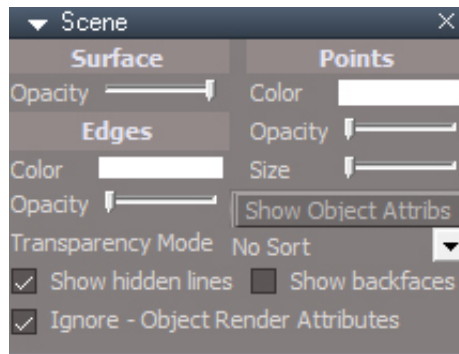 Scene
Surface
Opacity
Edges
Color
Opacity
Points
Color
Opacity
Size
Show Object Attribs
Transparency Mode No Sort
Show hidden lines Show backfaces
Ignore - Object Render Attributes